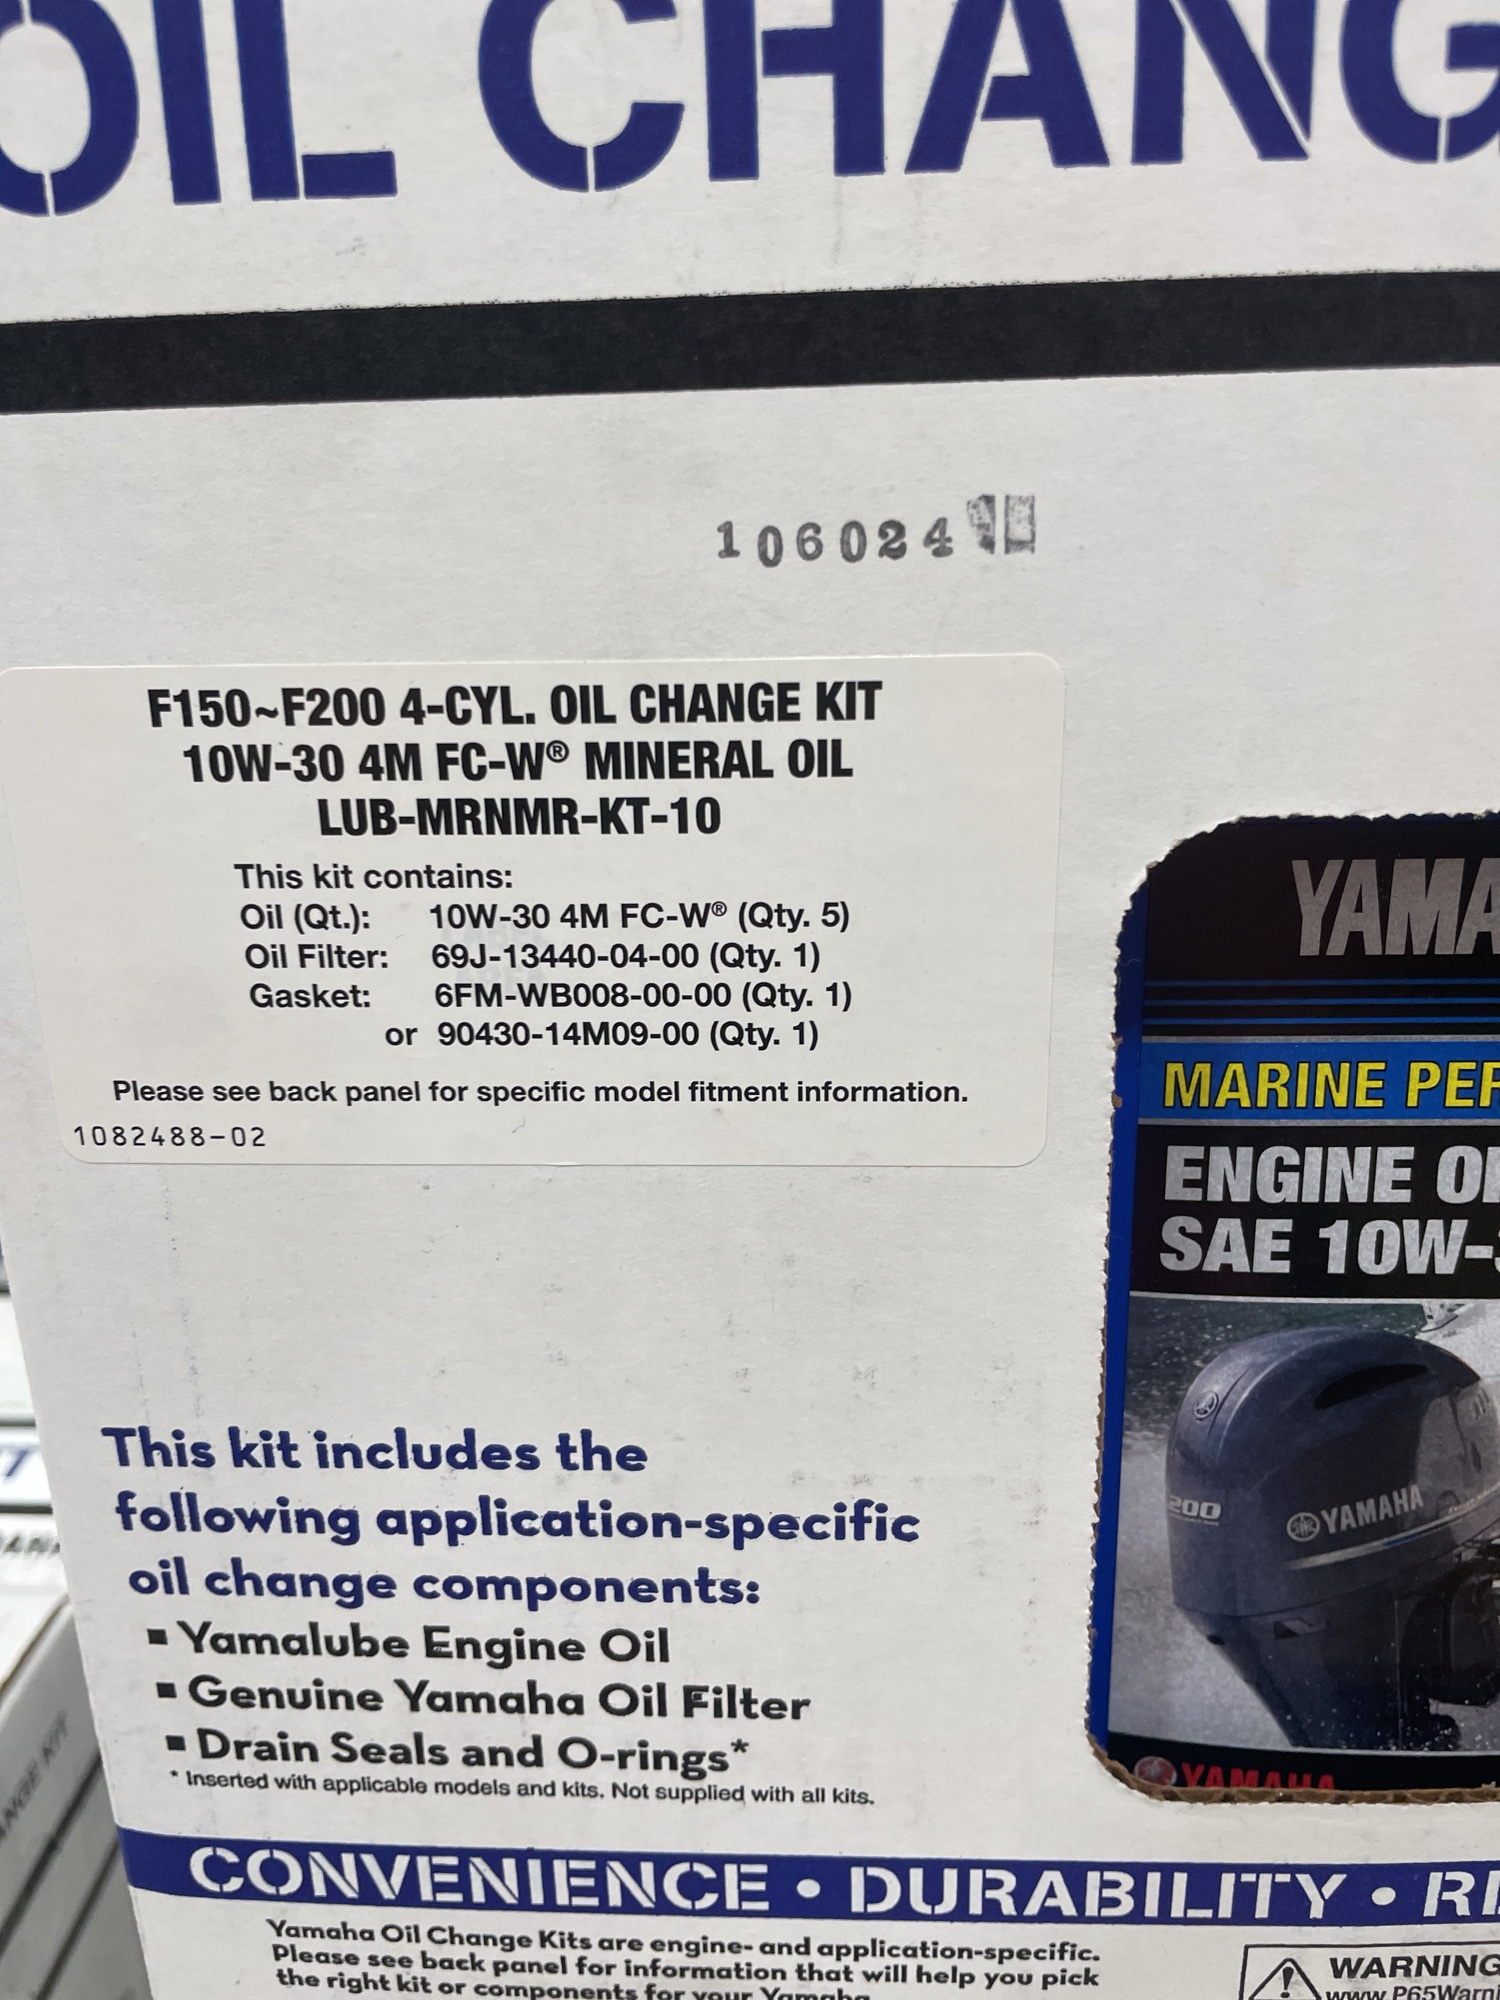 OIL CHANG
106024
F150~F200 4-CYL. OIL CHANGE KIT
10W-30 4M FC-W® MINERAL OIL
LUB-MRNMR-KT-10
This kit contains:
Oil (Qt.): 10W-30 4M FC-W® (Qty. 5)
Oil Filter: 69J-13440-04-00 (Qty. 1)
Gasket: 6FM-WB008-00-00 (Qty. 1)
or 90430-14M09-00 (Qty. 1)
Please see back panel for specific model fitment information.
1082488-02
YAMA
MARINE PER
ENGINE OI
SAE 10W-3
200
YAMAHA
YAMAHA
This kit includes the
following application-specific
oil change components:
▪ Yamalube Engine Oil
▪ Genuine Yamaha Oil Filter
▪ Drain Seals and O-rings*
* Inserted with applicable models and kits. Not supplied with all kits.
CONVENIENCE • DURABILITY • RE
Yamaha Oil Change Kits are engine- and application-specific.
Please see back panel for information that will help you pick
the right kit or components for your Yamaha
WARNING
www.P65Warni